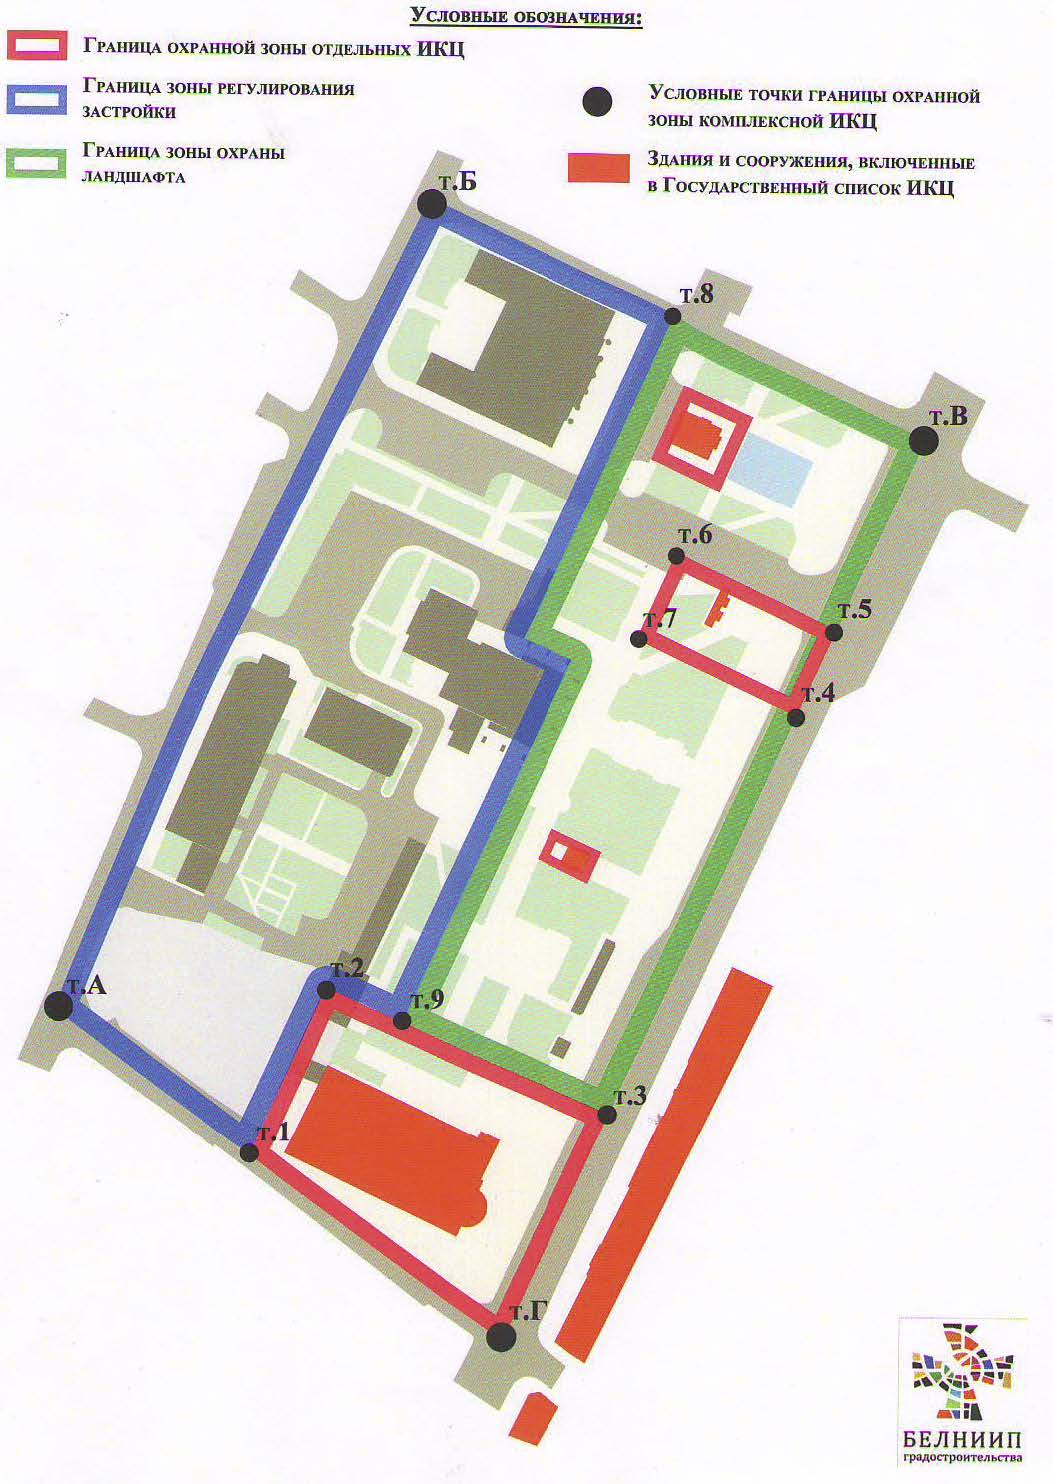 Условные обозначения:
Граница охранной зоны отдельных ИКЦ
Граница зоны регулирования
застройки
Граница зоны охраны
ландшафта
Условные точки границы охранной
зоны комплексной ИКЦ
Здания и сооружения, включенные
в Государственный список ИКЦ
т.Б
т.8
т.В
т.6
т.5
т.7
т.4
т.2
т.А
т.9
т.3
т.1
т.Г
БЕЛНИИП
градостроительства